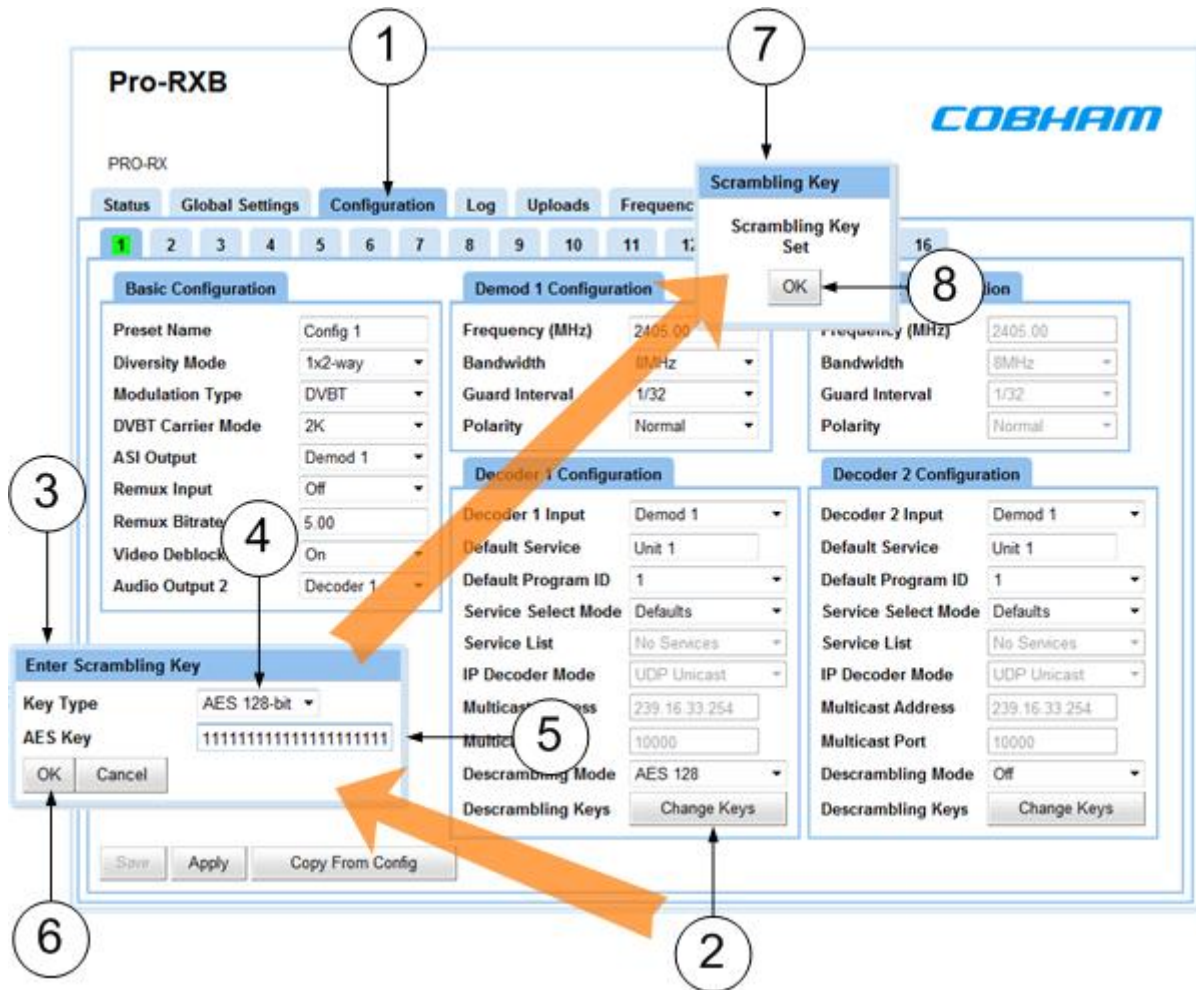 1
7
Pro-RXB
COBHAM
PRO-RX
Status Global Settings Configuration Log Uploads
Scrambling Key
Scrambling Key
Set
OK
8
1 2 3 4 5 6 7 8 9 10 11 16
Basic Configuration
Preset Name Config 1
Diversity Mode 1x2-way
Modulation Type DVBT
DVBT Carrier Mode 2K
ASI Output Demod 1
Remux Input Off
Remux Bitrate 5.00
Video Deblock On
Audio Output 2 Decoder 1
Demod 1 Configuration
Frequency (MHz) 2405.00
Bandwidth 8MHz
Guard Interval 1/32
Polarity Normal
Frequency (MHz) 2405.00
Bandwidth 8MHz
Guard Interval 1/32
Polarity Normal
Decoder 1 Configuration
Decoder 1 Input Demod 1
Default Service Unit 1
Default Program ID 1
Service Select Mode Defaults
Service List No Services
IP Decoder Mode UDP Unicast
Multicast Address 239.16.33.254
10000
Descrambling Mode AES 128
Descrambling Keys Change Keys
Decoder 2 Configuration
Decoder 2 Input Demod 1
Default Service Unit 1
Default Program ID 1
Service Select Mode Defaults
Service List No Services
IP Decoder Mode UDP Unicast
Multicast Address 239.16.33.254
Multicast Port 10000
Descrambling Mode Off
Descrambling Keys Change Keys
3
4
Enter Scrambling Key
Key Type AES 128-bit
AES Key
5
OK Cancel
Save Apply Copy From Config
6
2